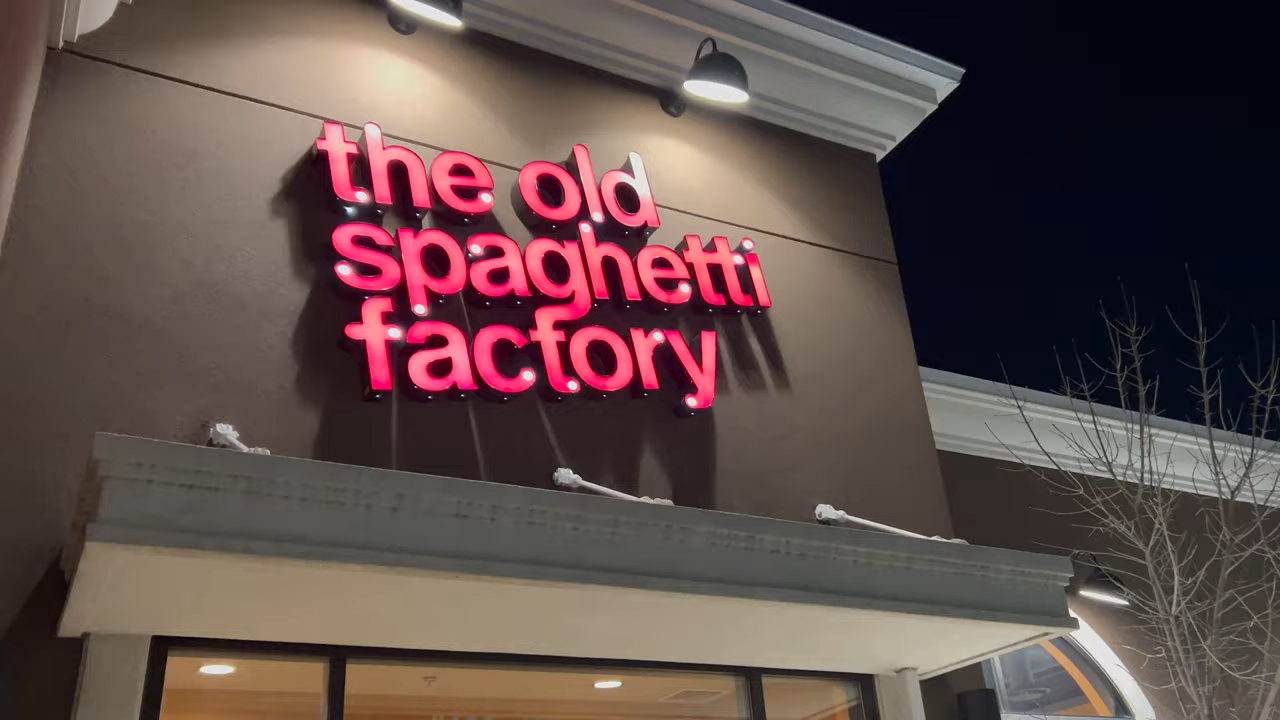 the old
spaghetti
factory